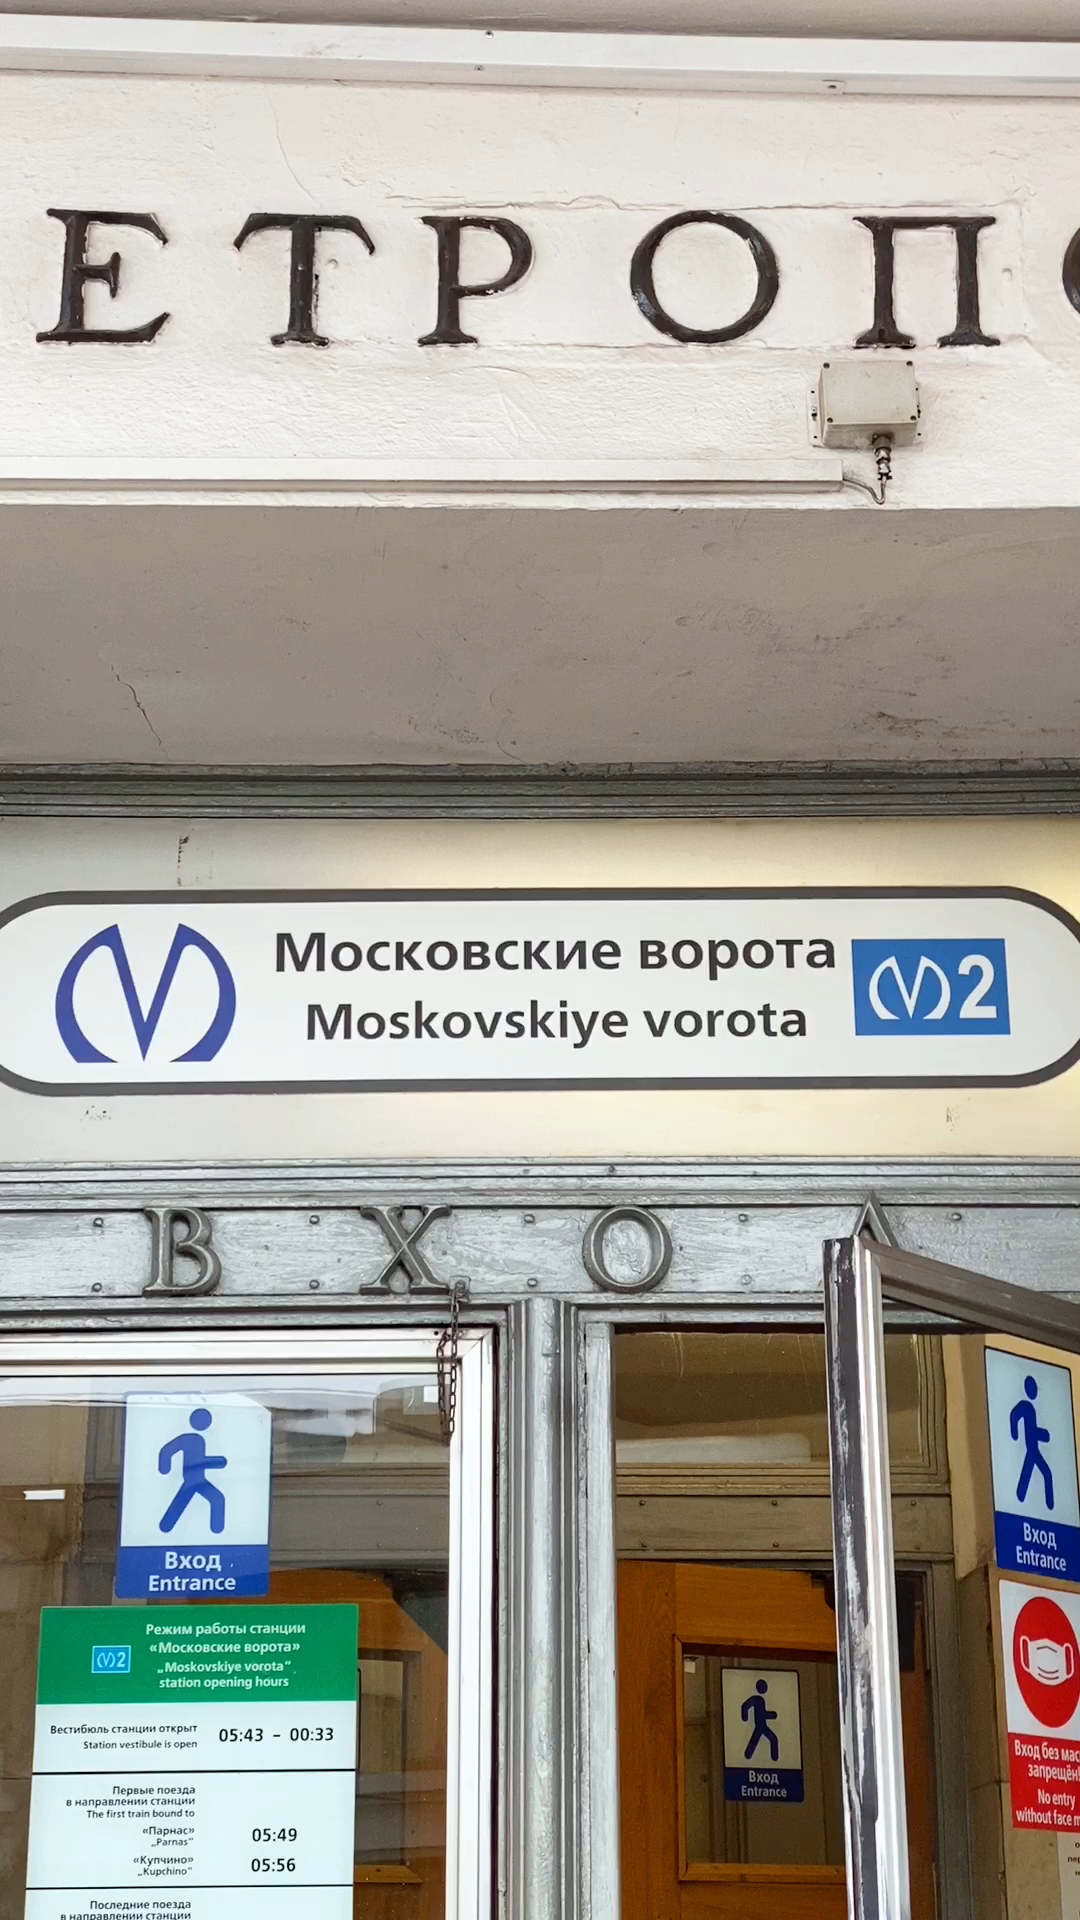 ЕТРОПО
Московские ворота
Moskovskiye vorota
2
ВХОД
Вход
Entrance
Вход
Entrance
Режим работы станции
2
«Московские ворота»
„Moskovskiye vorota“
station opening hours
Вестибюль станции открыт
Station vestibule is open
05:43 – 00:33
Первые поезда
в направлении станции
The first train bound to
«Парнас»
„Parnas“
05:49
«Купчино»
„Kupchino“
05:56
Последние поезда
в направлении станции
Вход
Entrance
Вход без мас
запрещён!
No entry
without face m